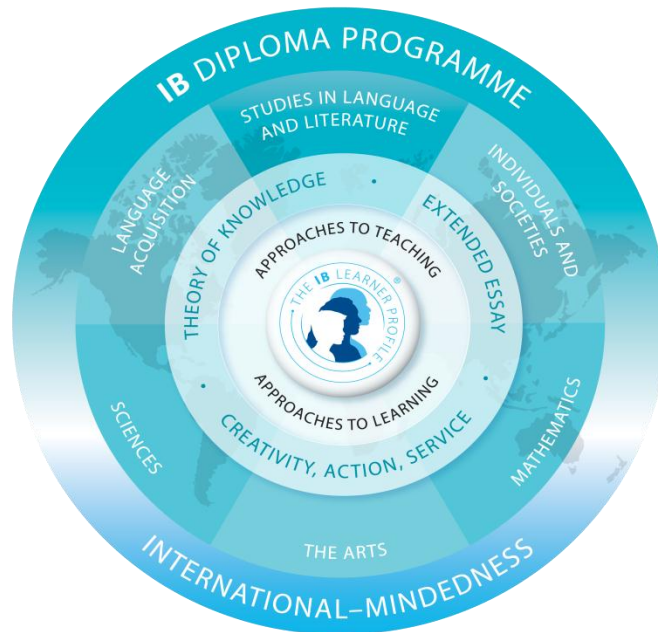 IB DIPLOMA PROGRAMME
STUDIES IN LANGUAGE
AND LITERATURE
LANGUAGE
ACQUISITION
INDIVIDUALS AND
SOCIETIES
THEORY OF KNOWLEDGE
EXTENDED ESSAY
APPROACHES TO TEACHING
THE IB LEARNER PROFILE
®
APPROACHES TO LEARNING
CREATIVITY, ACTION, SERVICE
SCIENCES
MATHEMATICS
THE ARTS
INTERNATIONAL–MINDEDNESS